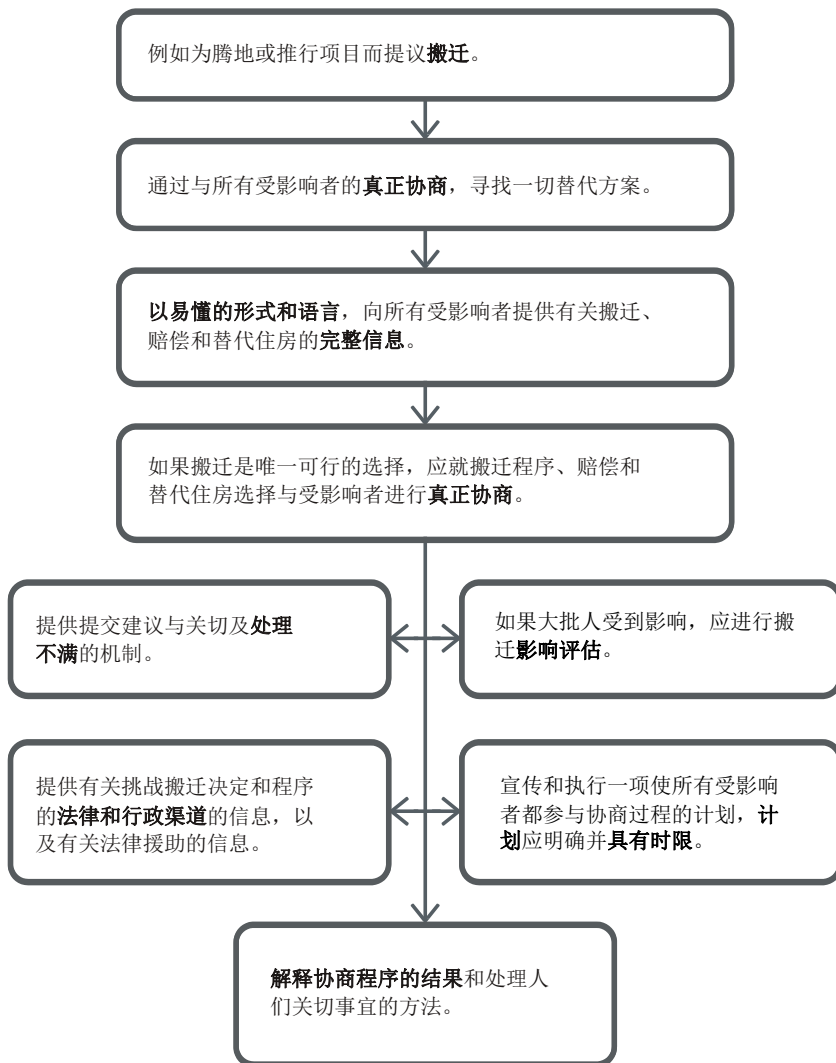 例如为腾地或推行项目而提议搬迁。
通过与所有受影响者的真正协商，寻找一切替代方案。
以易懂的形式和语言，向所有受影响者提供有关搬迁、
赔偿和替代住房的完整信息。
如果搬迁是唯一可行的选择，应就搬迁程序、赔偿和
替代住房选择与受影响者进行真正协商。
提供提交建议与关切及处理
不满的机制。
如果大批人受到影响，应进行搬
迁影响评估。
提供有关挑战搬迁决定和程序
的法律和行政渠道的信息，以
及有关法律援助的信息。
宣传和执行一项使所有受影响
者都参与协商过程的计划，计
划应明确并具有时限。
解释协商程序的结果和处理人
们关切事宜的方法。